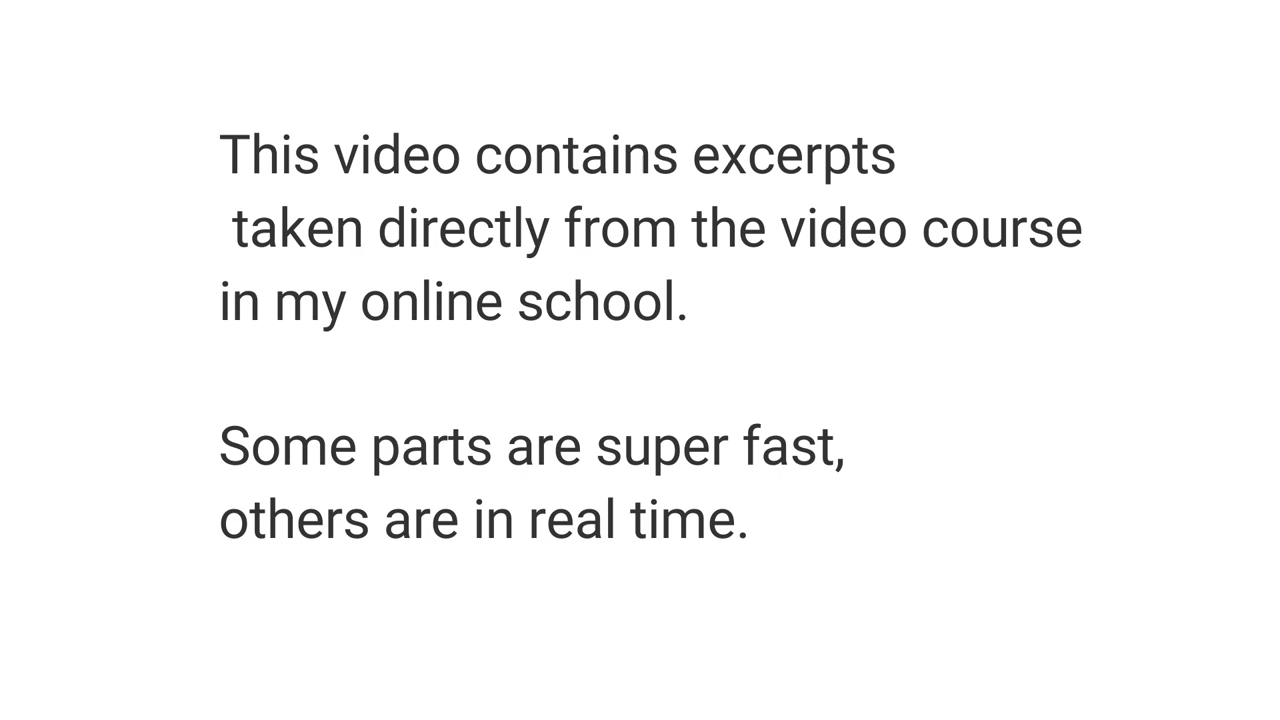 This video contains excerpts
taken directly from the video course
in my online school.
Some parts are super fast,
others are in real time.